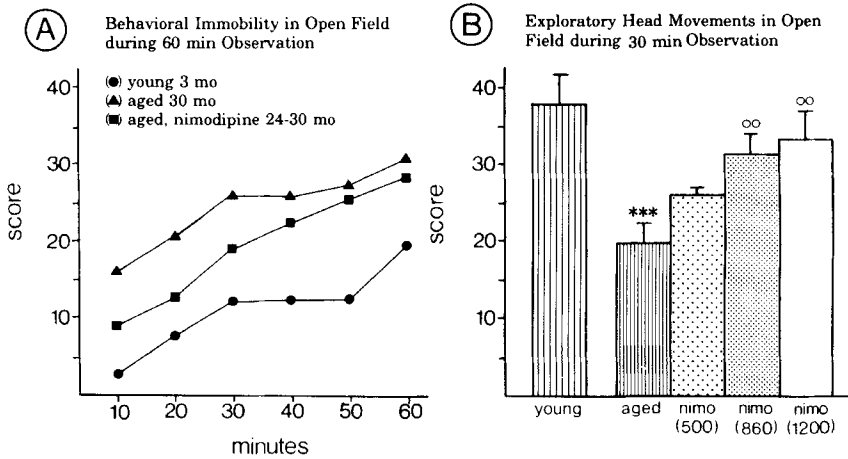 A
Behavioral Immobility in Open Field
during 60 min Observation
(●) young 3 mo
(▲) aged 30 mo
(■) aged, nimodipine 24-30 mo
score
40
30
20
10
10 20 30 40 50 60
minutes
B
Exploratory Head Movements in Open
Field during 30 min Observation
score
40
30
20
10
***
oo
oo
young aged nimo nimo nimo
(500) (860) (1200)